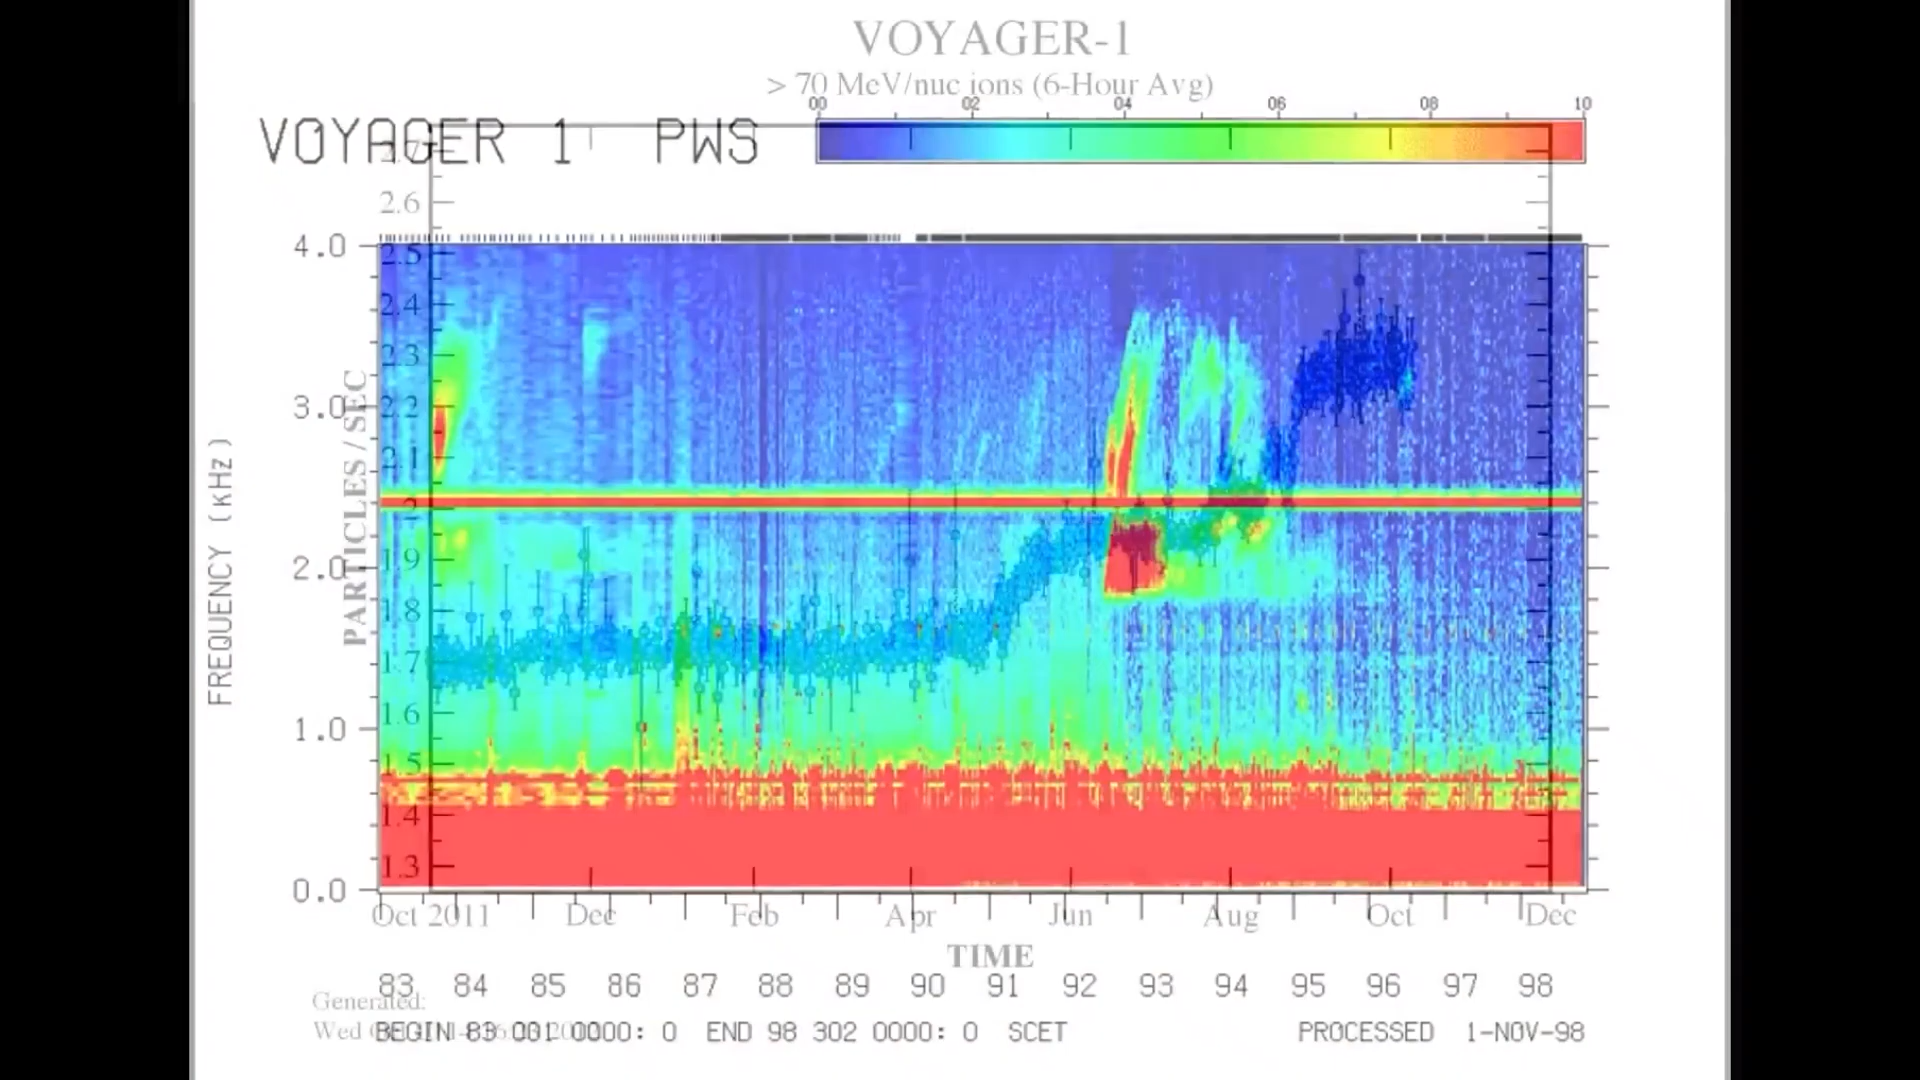 VOYAGER-1
> 70 MeV/nuc ions (6-Hour Avg)
00 02 04 06 08 10
VOYAGER 1 PWS
2.7
2.6
2.5
2.4
2.3
2.2
2.1
2
1.9
1.8
1.7
1.6
1.5
1.4
1.3
4.0
3.0
2.0
1.0
0.0
FREQUENCY (kHz)
PARTICLES / SEC
Oct 2011 Dec Feb Apr Jun Aug Oct Dec
TIME
83 84 85 86 87 88 89 90 91 92 93 94 95 96 97 98
Generated:
Wed
BEGIN 83 001 0000: 0 END 98 302 0000: 0 SCET
PROCESSED 1-NOV-98